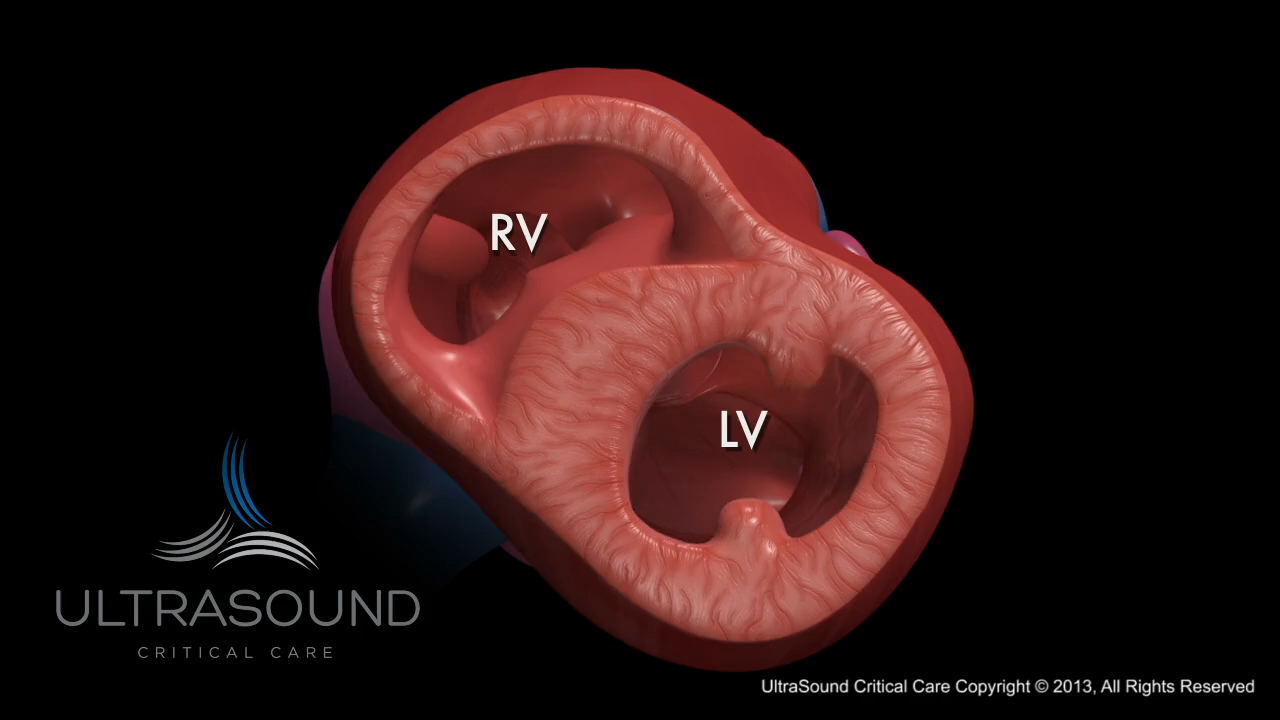 RV
LV
ULTRASOUND
CRITICAL CARE
UltraSound Critical Care Copyright © 2013, All Rights Reserved